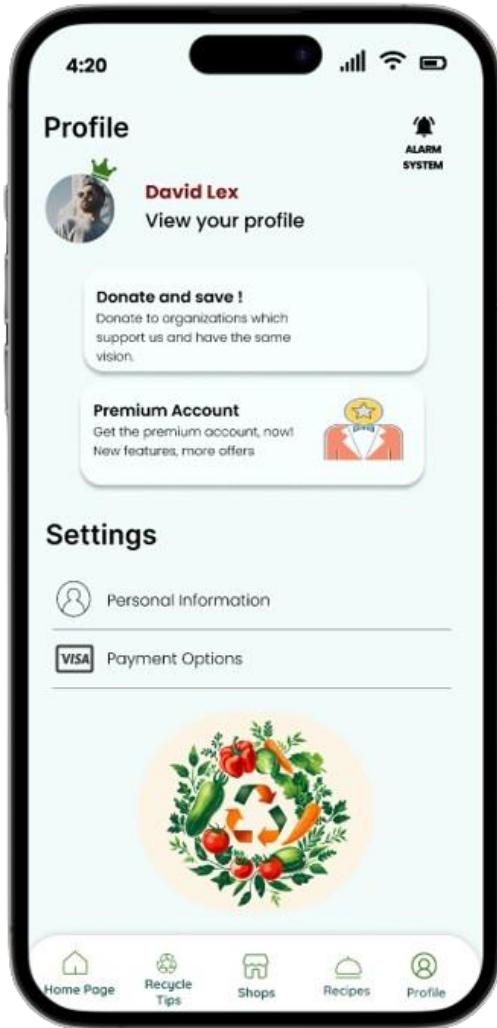 4:20
Profile
ALARM
SYSTEM
David Lex
View your profile
Donate and save !
Donate to organizations which
support us and have the same
vision.
Premium Account
Get the premium account, now!
New features, more offers
Settings
Personal Information
VISA
Payment Options
Home Page
Recycle
Tips
Shops
Recipes
Profile